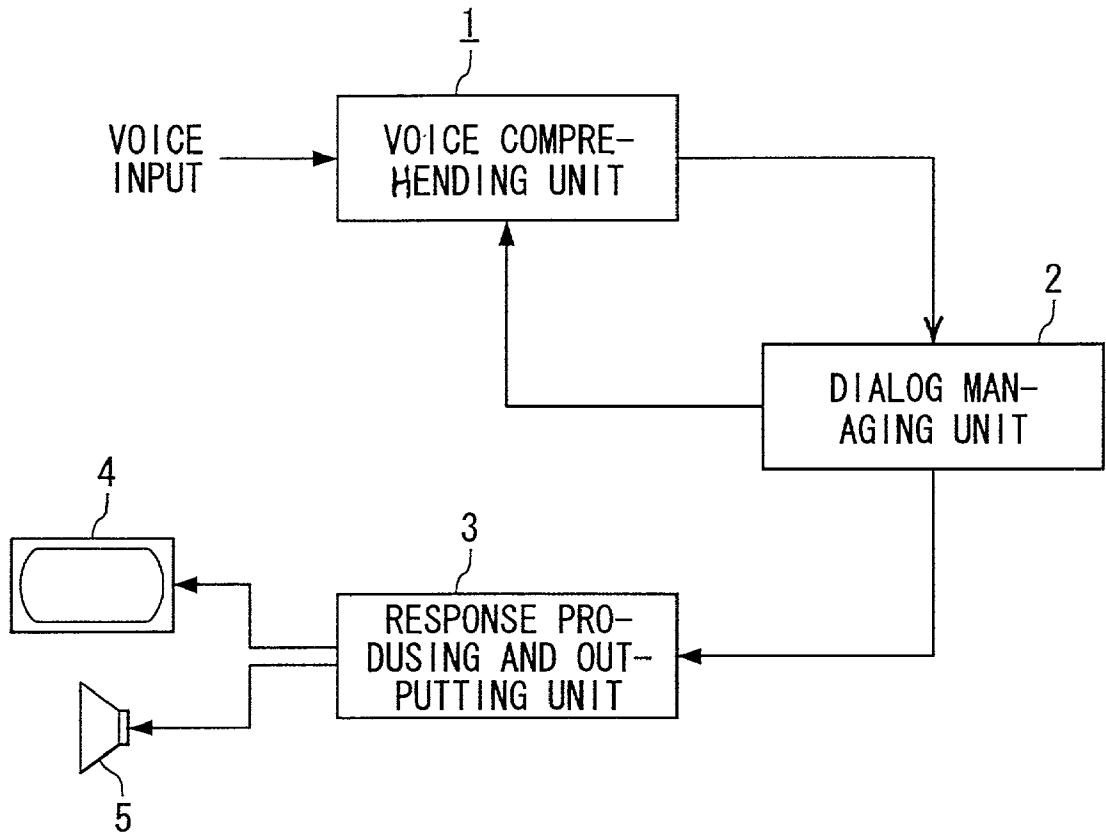 1
VOICE
INPUT
VOICE COMPRE-
HENDING UNIT
2
DIALOG MAN-
AGING UNIT
4
3
RESPONSE PRO-
DUSING AND OUT-
PUTTING UNIT
5